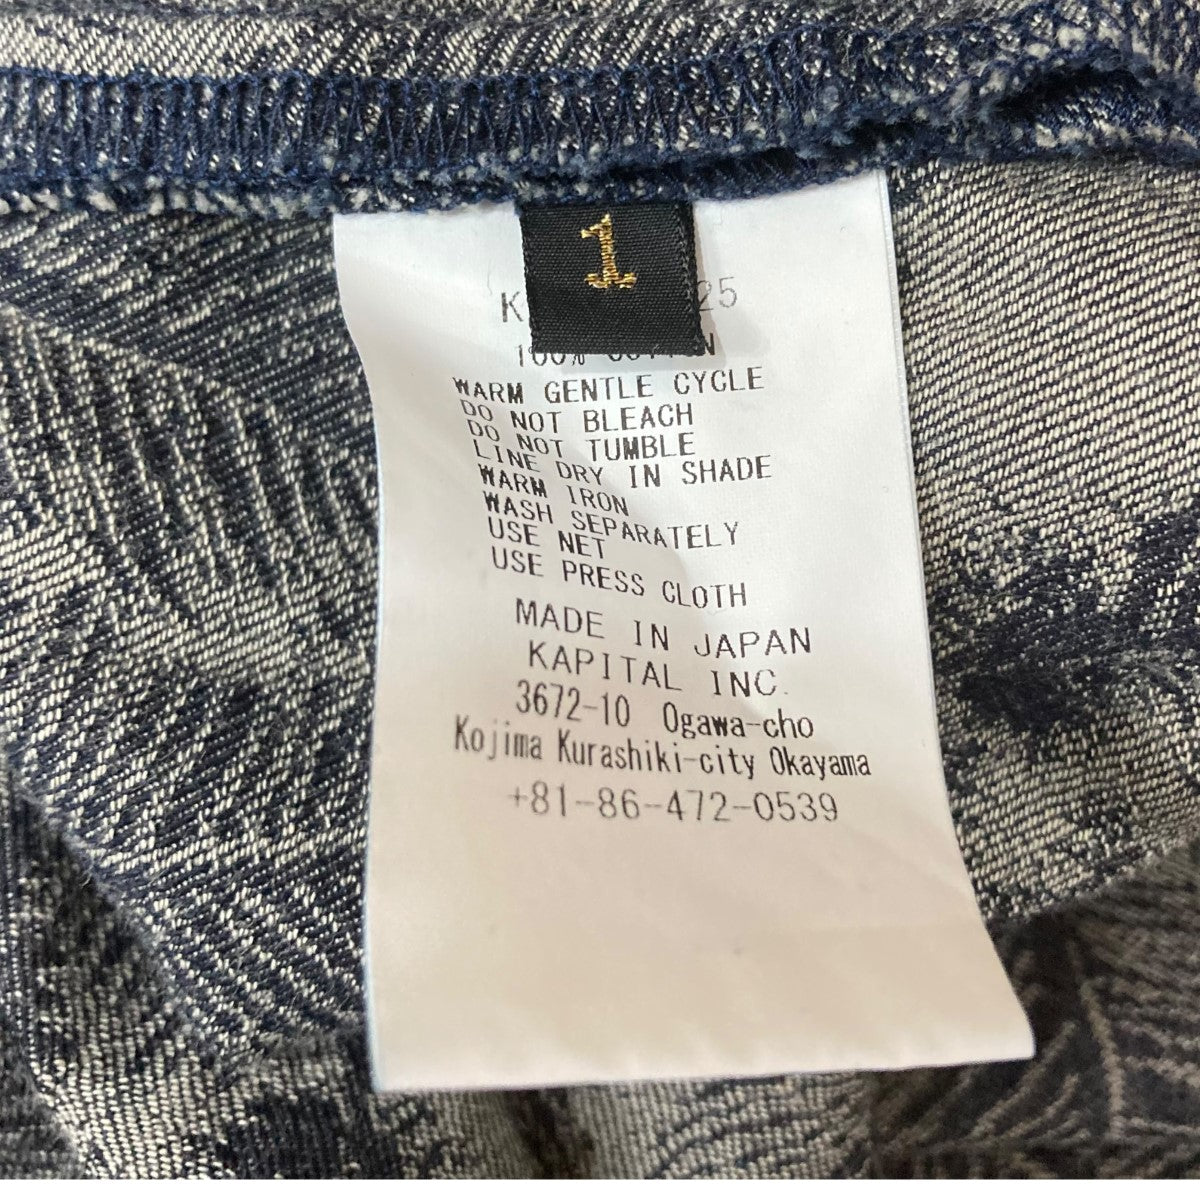 1
100% COTTON
WARM GENTLE CYCLE
DO NOT BLEACH
DO NOT TUMBLE
LINE DRY IN SHADE
WARM IRON
WASH SEPARATELY
USE NET
USE PRESS CLOTH
MADE IN JAPAN
KAPITAL INC.
3672-10 Ogawa-cho
Kojima Kurashiki-city Okayama
+81-86-472-0539